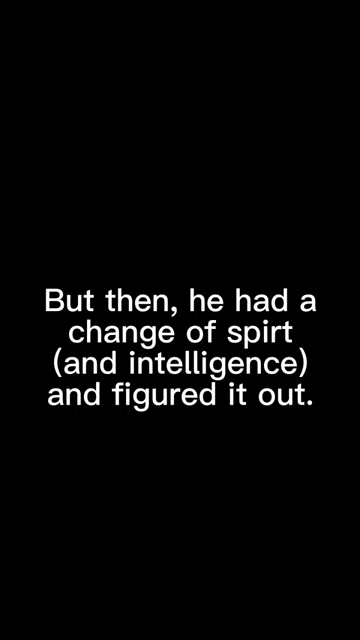 But then, he had a
change of spirt
(and intelligence)
and figured it out.